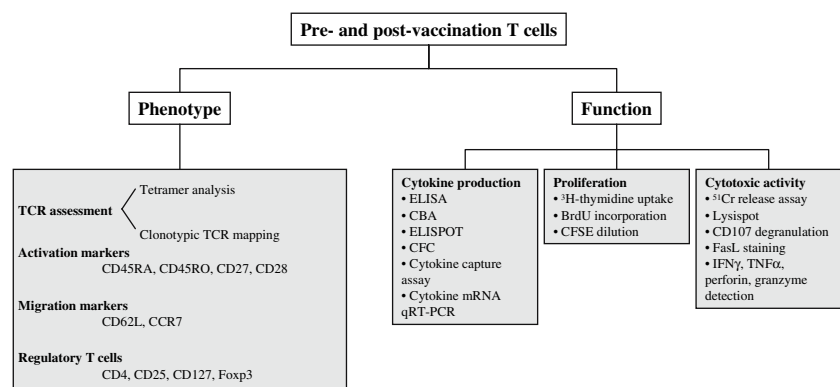 Pre- and post-vaccination T cells
Phenotype
Function
TCR assessment
Tetramer analysis
Clonotypic TCR mapping
Activation markers
CD45RA, CD45RO, CD27, CD28
Migration markers
CD62L, CCR7
Regulatory T cells
CD4, CD25, CD127, Foxp3
Cytokine production
• ELISA
• CBA
• ELISPOT
• CFC
• Cytokine capture
assay
• Cytokine mRNA
qRT-PCR
Proliferation
• ³H-thymidine uptake
• BrdU incorporation
• CFSE dilution
Cytotoxic activity
• ⁵¹Cr release assay
• Lysispot
• CD107 degranulation
• FasL staining
• IFNγ, TNFα,
perforin, granzyme
detection